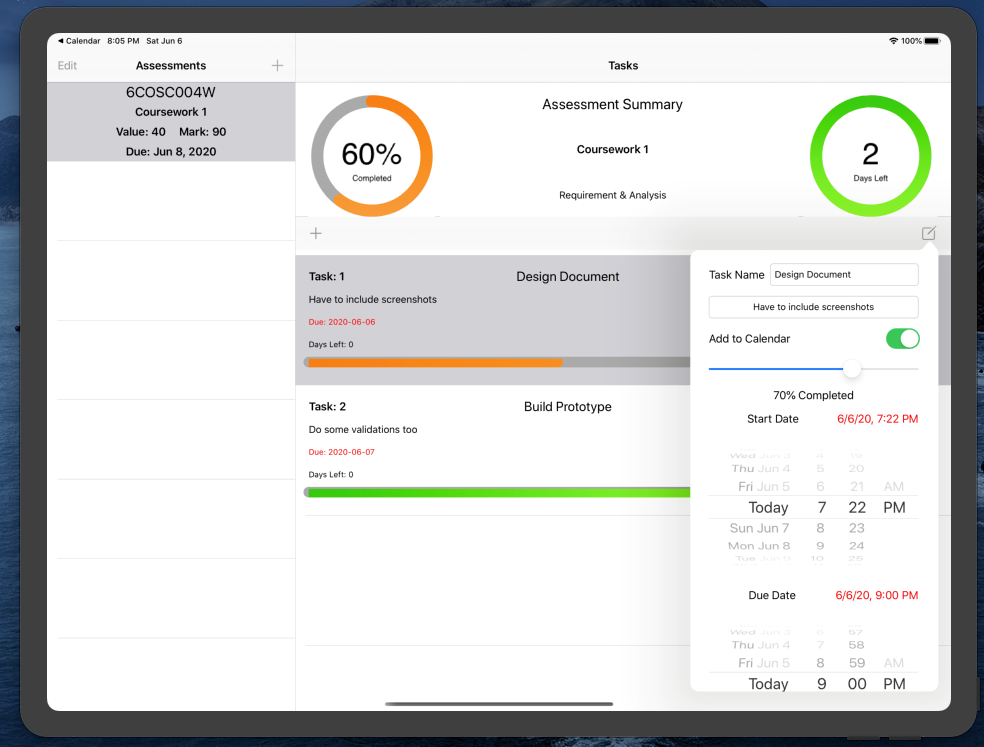 ◀ Calendar 8:05 PM Sat Jun 6
100%
Edit Assessments +
Tasks
6COSC004W
Coursework 1
Value: 40 Mark: 90
Due: Jun 8, 2020
60%
Completed
Assessment Summary
Coursework 1
Requirement & Analysis
2
Days Left
+
Task: 1 Design Document
Have to include screenshots
Due: 2020-06-06
Days Left: 0
Task: 2 Build Prototype
Do some validations too
Due: 2020-06-07
Days Left: 0
Task Name Design Document
Have to include screenshots
Add to Calendar
70% Completed
Start Date 6/6/20, 7:22 PM
Wed Jun 3 4 19
Thu Jun 4 5 20
Fri Jun 5 6 21 AM
Today 7 22 PM
Sun Jun 7 8 23
Mon Jun 8 9 24
Tue Jun 9 10 25
Due Date 6/6/20, 9:00 PM
Wed Jun 3 6 57
Thu Jun 4 7 58
Fri Jun 5 8 59 AM
Today 9 00 PM